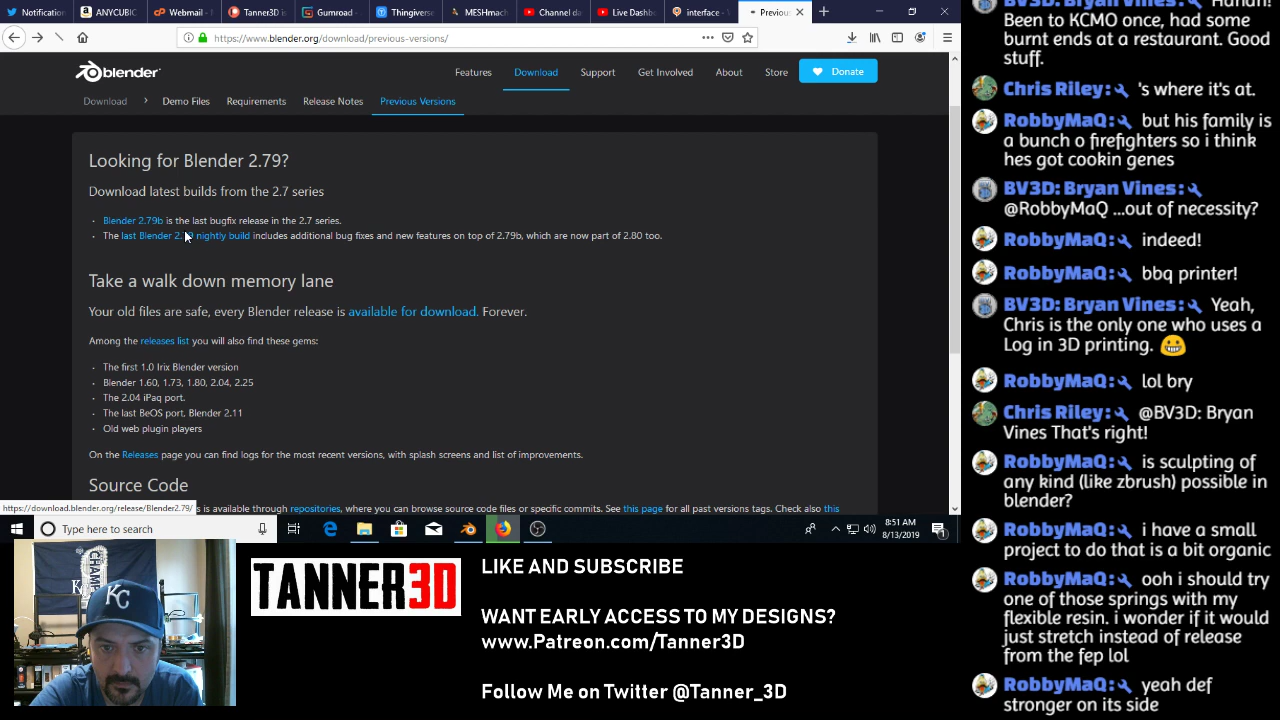 Notification
ANYCUBIC
Webmail -
Tanner3D is
Gumroad -
Thingiverse
MESHmach
Channel da
Live Dashb
interface -
Previou
https://www.blender.org/download/previous-versions/
blender
Features
Download
Support
Get Involved
About
Store
Donate
Download
Demo Files
Requirements
Release Notes
Previous Versions
Looking for Blender 2.79?
Download latest builds from the 2.7 series
Blender 2.79b is the last bugfix release in the 2.7 series.
The last Blender 2.79 nightly build includes additional bug fixes and new features on top of 2.79b, which are now part of 2.80 too.
Take a walk down memory lane
Your old files are safe, every Blender release is available for download. Forever.
Among the releases list you will also find these gems:
The first 1.0 Irix Blender version
Blender 1.60, 1.73, 1.80, 2.04, 2.25
The 2.04 iPaq port.
The last BeOS port, Blender 2.11
Old web plugin players
On the Releases page you can find logs for the most recent versions, with splash screens and list of improvements.
Source Code
s is available through repositories, where you can browse source code files or specific commits. See this page for all past versions tags. Check also this
https://download.blender.org/release/Blender2.79/
Type here to search
8:51 AM
8/13/2019
KC
CHAMP
TANNER3D
LIKE AND SUBSCRIBE
WANT EARLY ACCESS TO MY DESIGNS?
www.Patreon.com/Tanner3D
Follow Me on Twitter @Tanner_3D
Been to KCMO once, had some
burnt ends at a restaurant. Good
stuff.
Chris Riley: 's where it's at.
RobbyMaQ: but his family is
a bunch o firefighters so i think
hes got cookin genes
BV3D: Bryan Vines:
@RobbyMaQ ...out of necessity?
RobbyMaQ: indeed!
RobbyMaQ: bbq printer!
BV3D: Bryan Vines: Yeah,
Chris is the only one who uses a
Log in 3D printing.
RobbyMaQ: lol bry
Chris Riley: @BV3D: Bryan
Vines That's right!
RobbyMaQ: is sculpting of
any kind (like zbrush) possible in
blender?
RobbyMaQ: i have a small
project to do that is a bit organic
RobbyMaQ: ooh i should try
one of those springs with my
flexible resin. i wonder if it would
just stretch instead of release
from the fep lol
RobbyMaQ: yeah def
stronger on its side